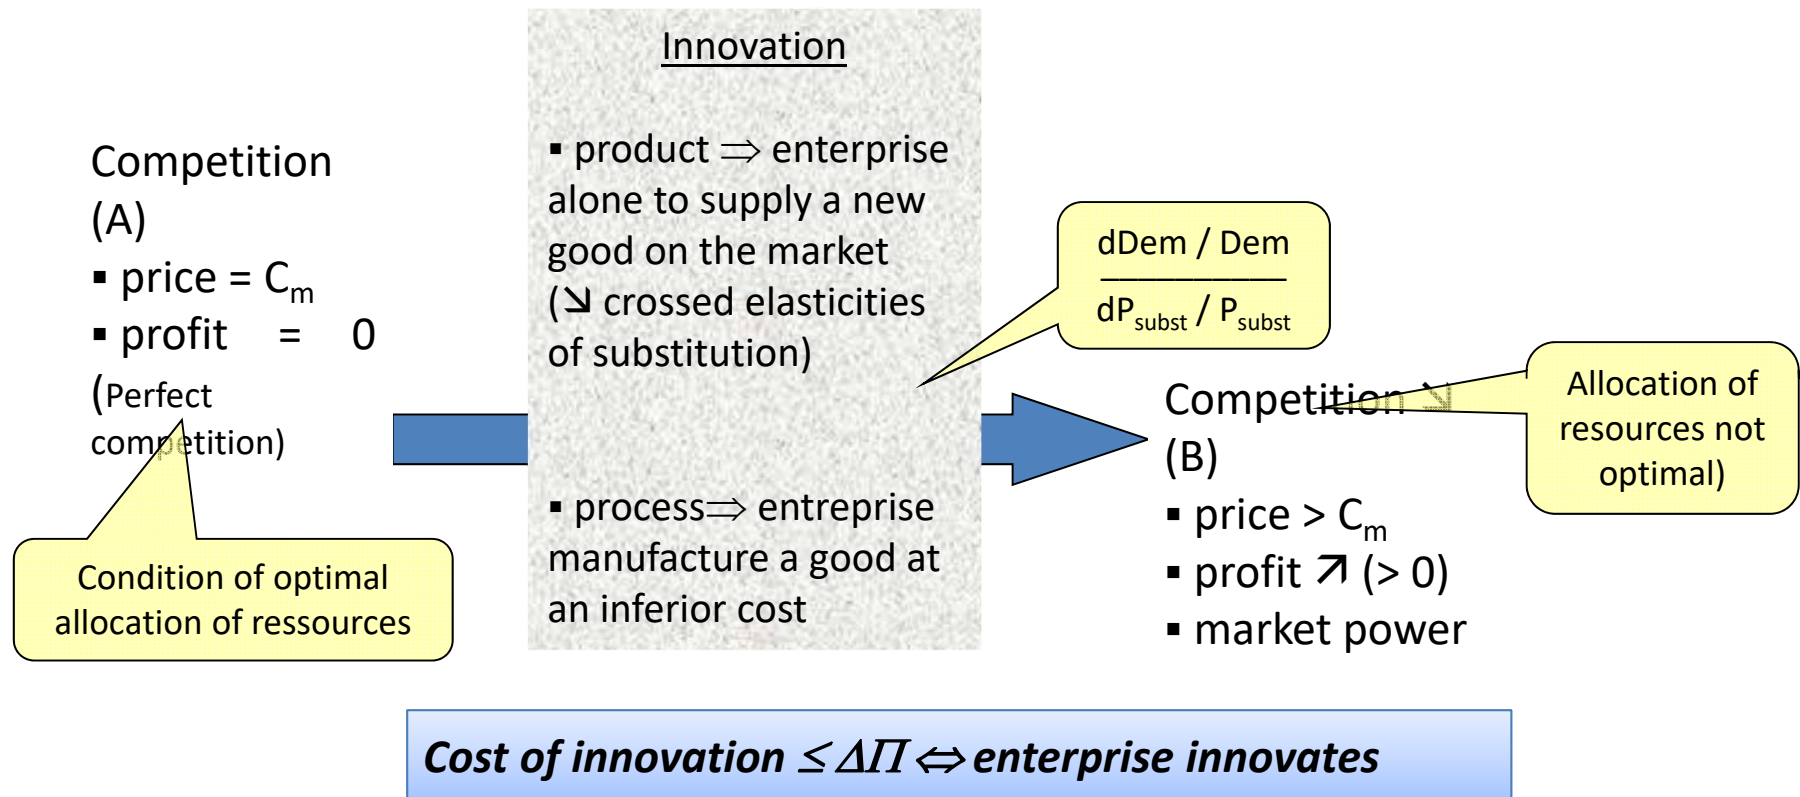 Innovation
Competition
(A)
▪ price = Cm
▪ profit = 0
(Perfect
competition)
Condition of optimal
allocation of ressources
▪ product ⇒ enterprise
alone to supply a new
good on the market
(↘ crossed elasticities
of substitution)
▪ process⇒ entreprise
manufacture a good at
an inferior cost
dDem / Dem
dPsubst / Psubst
Competition ↘
(B)
▪ price > Cm
▪ profit ↗ (> 0)
▪ market power
Allocation of
resources not
optimal)
Cost of innovation ≤ ΔΠ ⇔ enterprise innovates